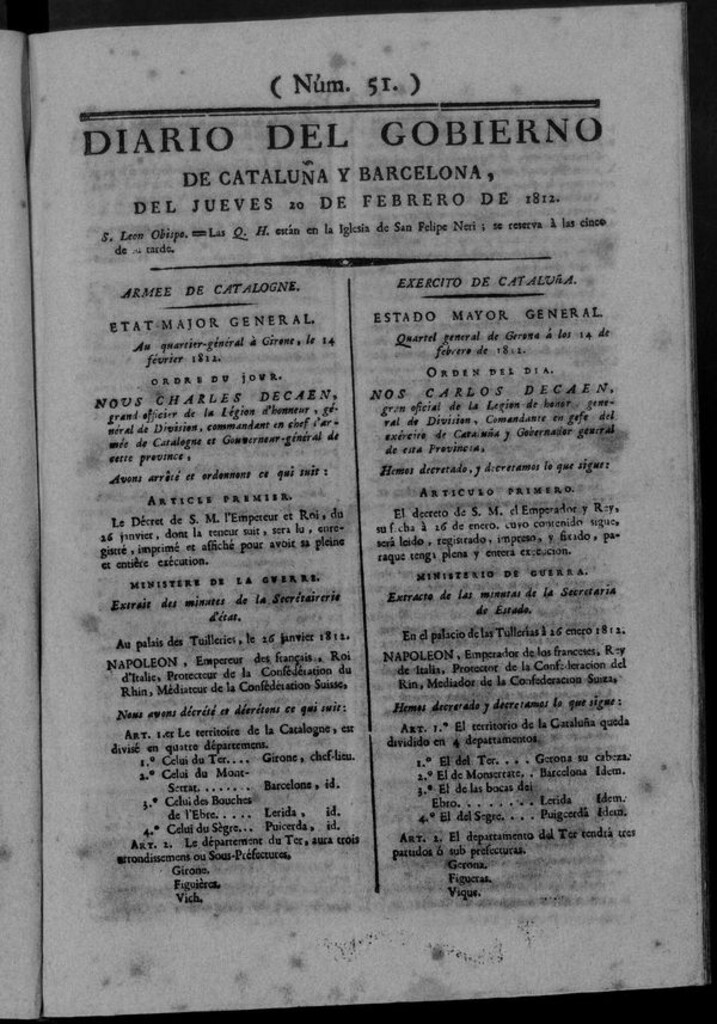 ( Núm. 51. )
DIARIO DEL GOBIERNO
DE CATALUÑA Y BARCELONA,
DEL JUEVES 20 DE FEBRERO DE 1812.
S. Leon Obispo. = Las Q. H. están en la Iglesia de San Felipe Neri ; se reserva à las cinco
de tarde.
ARMEE DE CATALOGNE.
ETAT-MAJOR GENERAL.
Au quartier-général à Girone, le 14
février 1812.
ORDRE DU JOUR.
NOUS CHARLES DECAEN,
grand officier de la Légion d'honneur, gé-
néral de Division, commandant en chef l'ar-
mée de Catalogne et Gouverneur-général de
cette province,
Avons arrêté et ordonnons ce qui suit :
ARTICLE PREMIER.
Le Décret de S. M. l'Empereur et Roi, du
26 janvier, dont la teneur suit, sera lu, enre-
gistré, imprimé et affiché pour avoir sa pleine
et entière exécution.
MINISTERE DE LA GUERRE.
Extrait des minutes de la Secrétairerie
d'état.
Au palais des Tuilleries, le 26 janvier 1812.
NAPOLEON, Empereur des français, Roi
d'Italie, Protecteur de la Confédération du
Rhin, Médiateur de la Confédération Suisse,
Nous avons décrété et décrétons ce qui suit:
ART. 1.er Le territoire de la Catalogne, est
divisé en quatre départemens.
1.º Celui du Ter.... Girone, chef-lieu.
2.º Celui du Mont-
Serrat....... Barcelone, id.
3.º Celui des Bouches
de l'Ebre.... Lerida, id.
4.º Celui du Sègre... Puicerda, id.
ART. 2. Le département du Ter, aura trois
arrondissemens ou Sous-Préfectures,
Girone.
Figuières,
Vich.
EXERCITO DE CATALUÑA.
ESTADO MAYOR GENERAL.
Quartel general de Gerona á los 14 de
febrero de 1812.
ORDEN DEL DIA.
NOS CARLOS DECAEN,
gran oficial de la Legion de honor, gene-
ral de Division, Comandante en gefe del
exército de Cataluña y Gobernador general
de esta Provincia,
Hemos decretado, y decretamos lo que sigue:
ARTICULO PRIMERO.
El decreto de S. M. el Emperador y Rey,
su fecha à 26 de enero, cuyo contenido sigue,
será leido, registrado, impreso, y fixado, pa-
raque tenga plena y entera execucion.
MINISTERIO DE GUERRA.
Extracto de las minutas de la Secretaria
de Estado.
En el palacio de las Tullerias à 26 enero 1812.
NAPOLEON, Emperador de los franceses, Rey
de Italia, Protector de la Confederacion del
Rin, Mediador de la Confederacion Suiza,
Hemos decretado y decretamos lo que sigue :
ART. 1.º El territorio de la Cataluña queda
dividido en 4 departamentos.
1.º El del Ter. . . . Gerona su cabeza.
2.º El de Monserrate. . Barcelona Idem.
3.º El de las bocas del
Ebro. . . . . . . . Lerida Idem.
4.º El del Segre. . . . Puigcerdá Idem.
ART. 2. El departamento del Ter tendrá tres
partidos ó sub prefecturas.
Gerona.
Figueras.
Vique.